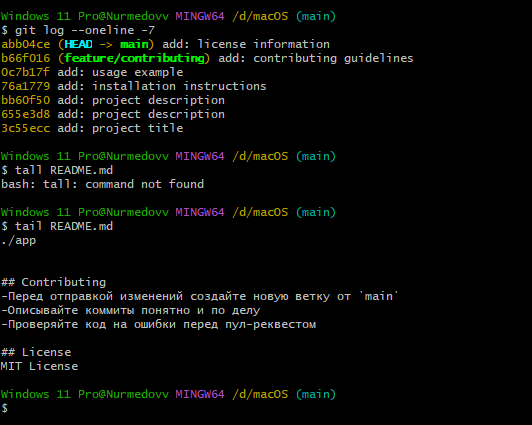 Windows 11 Pro@Nurmedovv MINGW64 /d/macOS (main)
$ git log --oneline -7
abb04ce (HEAD -> main) add: license information
b66f016 (feature/contributing) add: contributing guidelines
0c7b17f add: usage example
76a1779 add: installation instructions
bb60f50 add: project description
655e3d8 add: project description
3c55ecc add: project title
Windows 11 Pro@Nurmedovv MINGW64 /d/macOS (main)
$ tall README.md
bash: tall: command not found
Windows 11 Pro@Nurmedovv MINGW64 /d/macOS (main)
$ tail README.md
./app
## Contributing
-Перед отправкой изменений создайте новую ветку от `main`
-Описывайте коммиты понятно и по делу
-Проверяйте код на ошибки перед пул-реквестом
## License
MIT License
Windows 11 Pro@Nurmedovv MINGW64 /d/macOS (main)
$